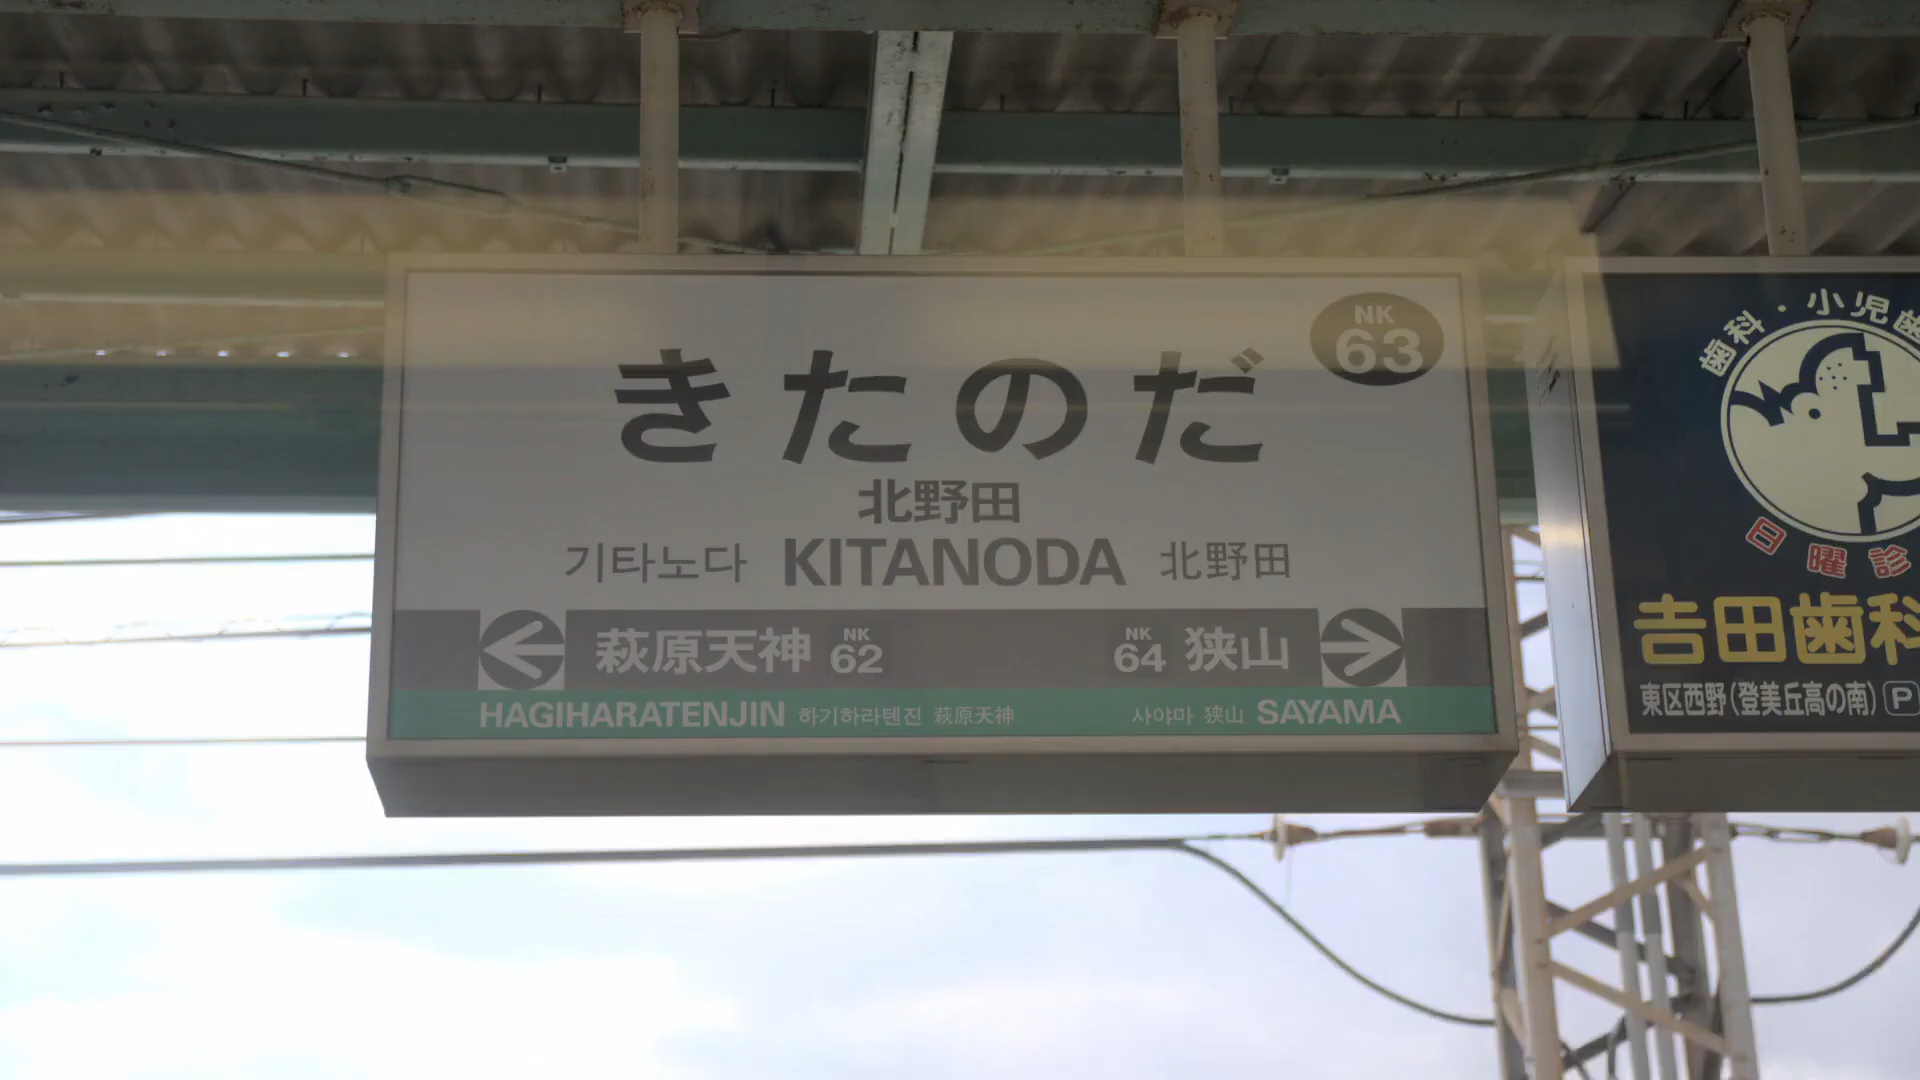 NK
63
きたのだ
北野田
기타노다 KITANODA 北野田
萩原天神 NK 62
NK 64 狭山
HAGIHARATENJIN 하기하라텐진 萩原天神
사야마 狭山 SAYAMA
歯科・小児歯
日曜診
吉田歯科
東区西野(登美丘高の南) P